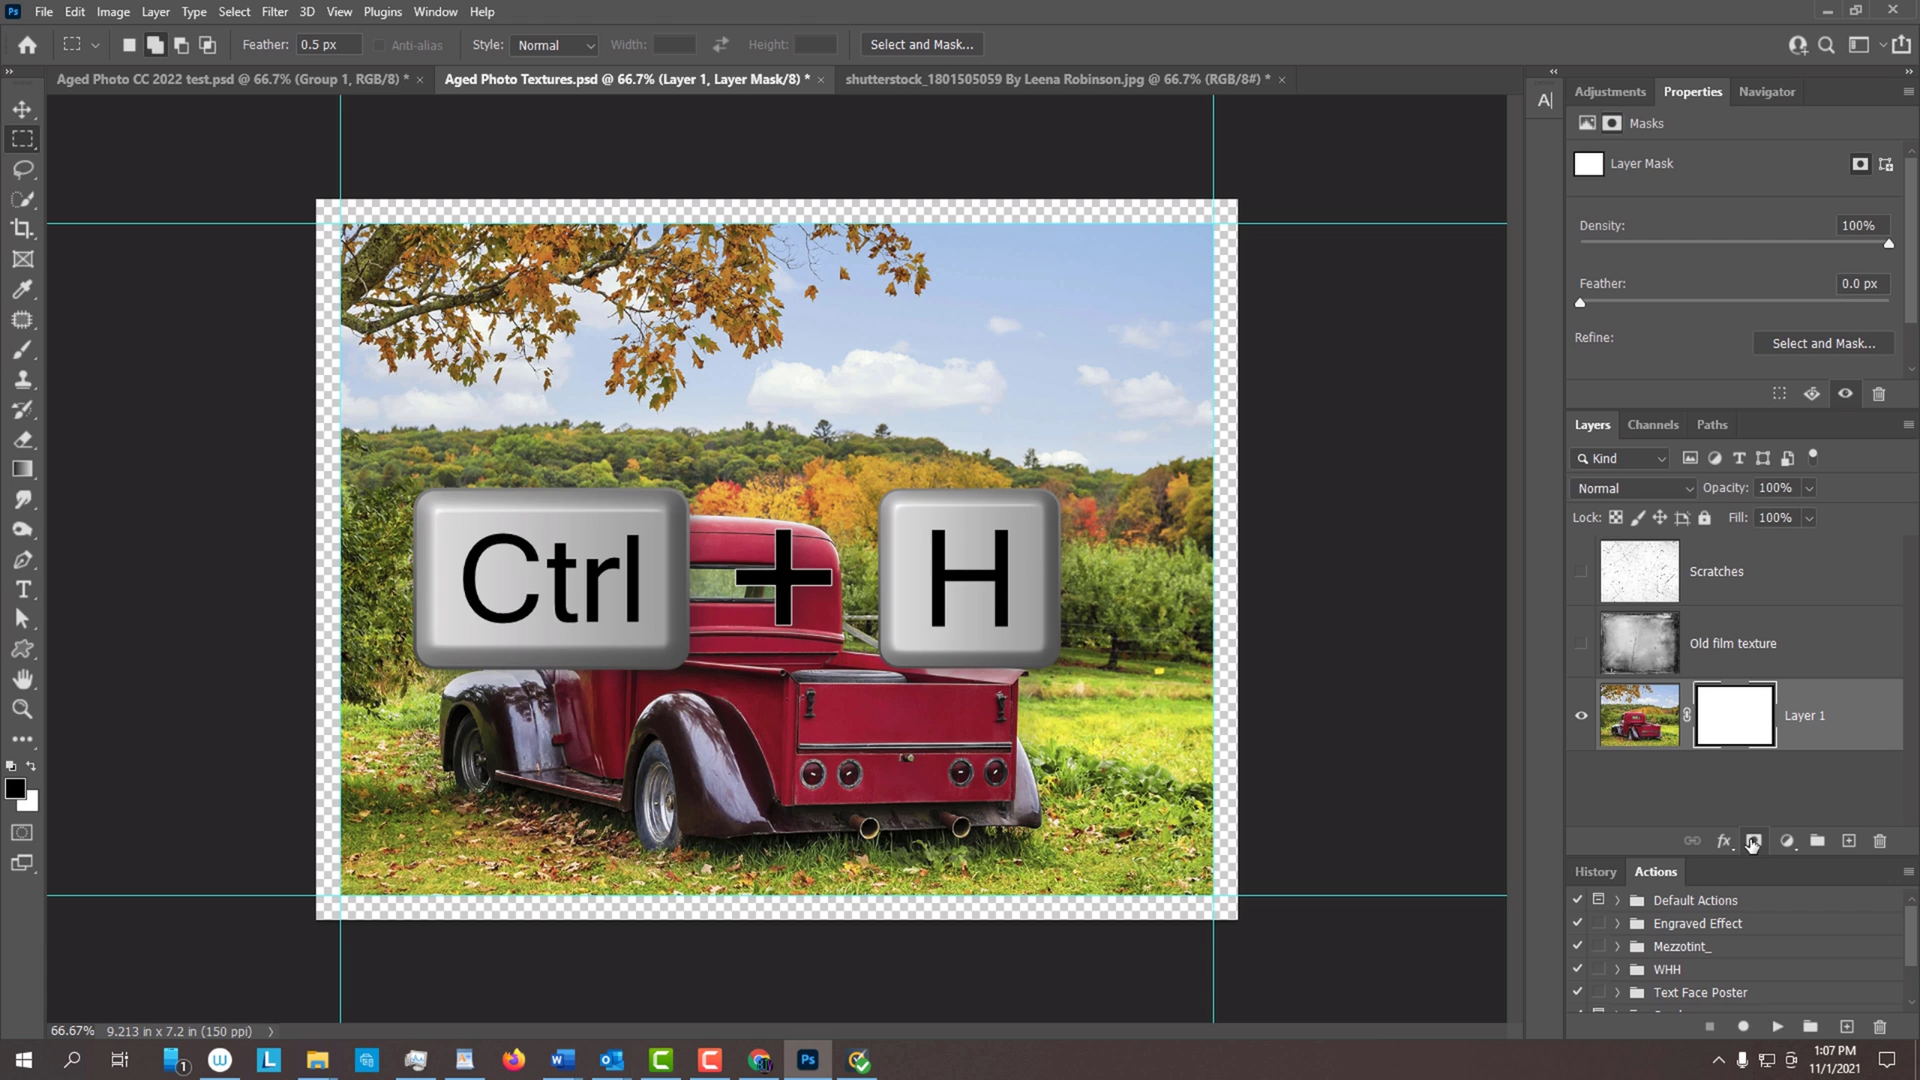 Ps File Edit Image Layer Type Select Filter 3D View Plugins Window Help
Feather: 0.5 px Anti-alias Style: Normal Width: Height: Select and Mask...
Aged Photo CC 2022 test.psd @ 66.7% (Group 1, RGB/8) * × Aged Photo Textures.psd @ 66.7% (Layer 1, Layer Mask/8) * × shutterstock_1801505059 By Leena Robinson.jpg @ 66.7% (RGB/8#) * ×
Adjustments Properties Navigator
Masks
Layer Mask
Density: 100%
Feather: 0.0 px
Refine: Select and Mask...
Layers Channels Paths
Kind
Normal Opacity: 100%
Lock: Fill: 100%
Scratches
Old film texture
Layer 1
Ctrl + H
fx
History Actions
Default Actions
Engraved Effect
Mezzotint_
WHH
Text Face Poster
66.67% 9.213 in x 7.2 in (150 ppi) >
1:07 PM
11/1/2021